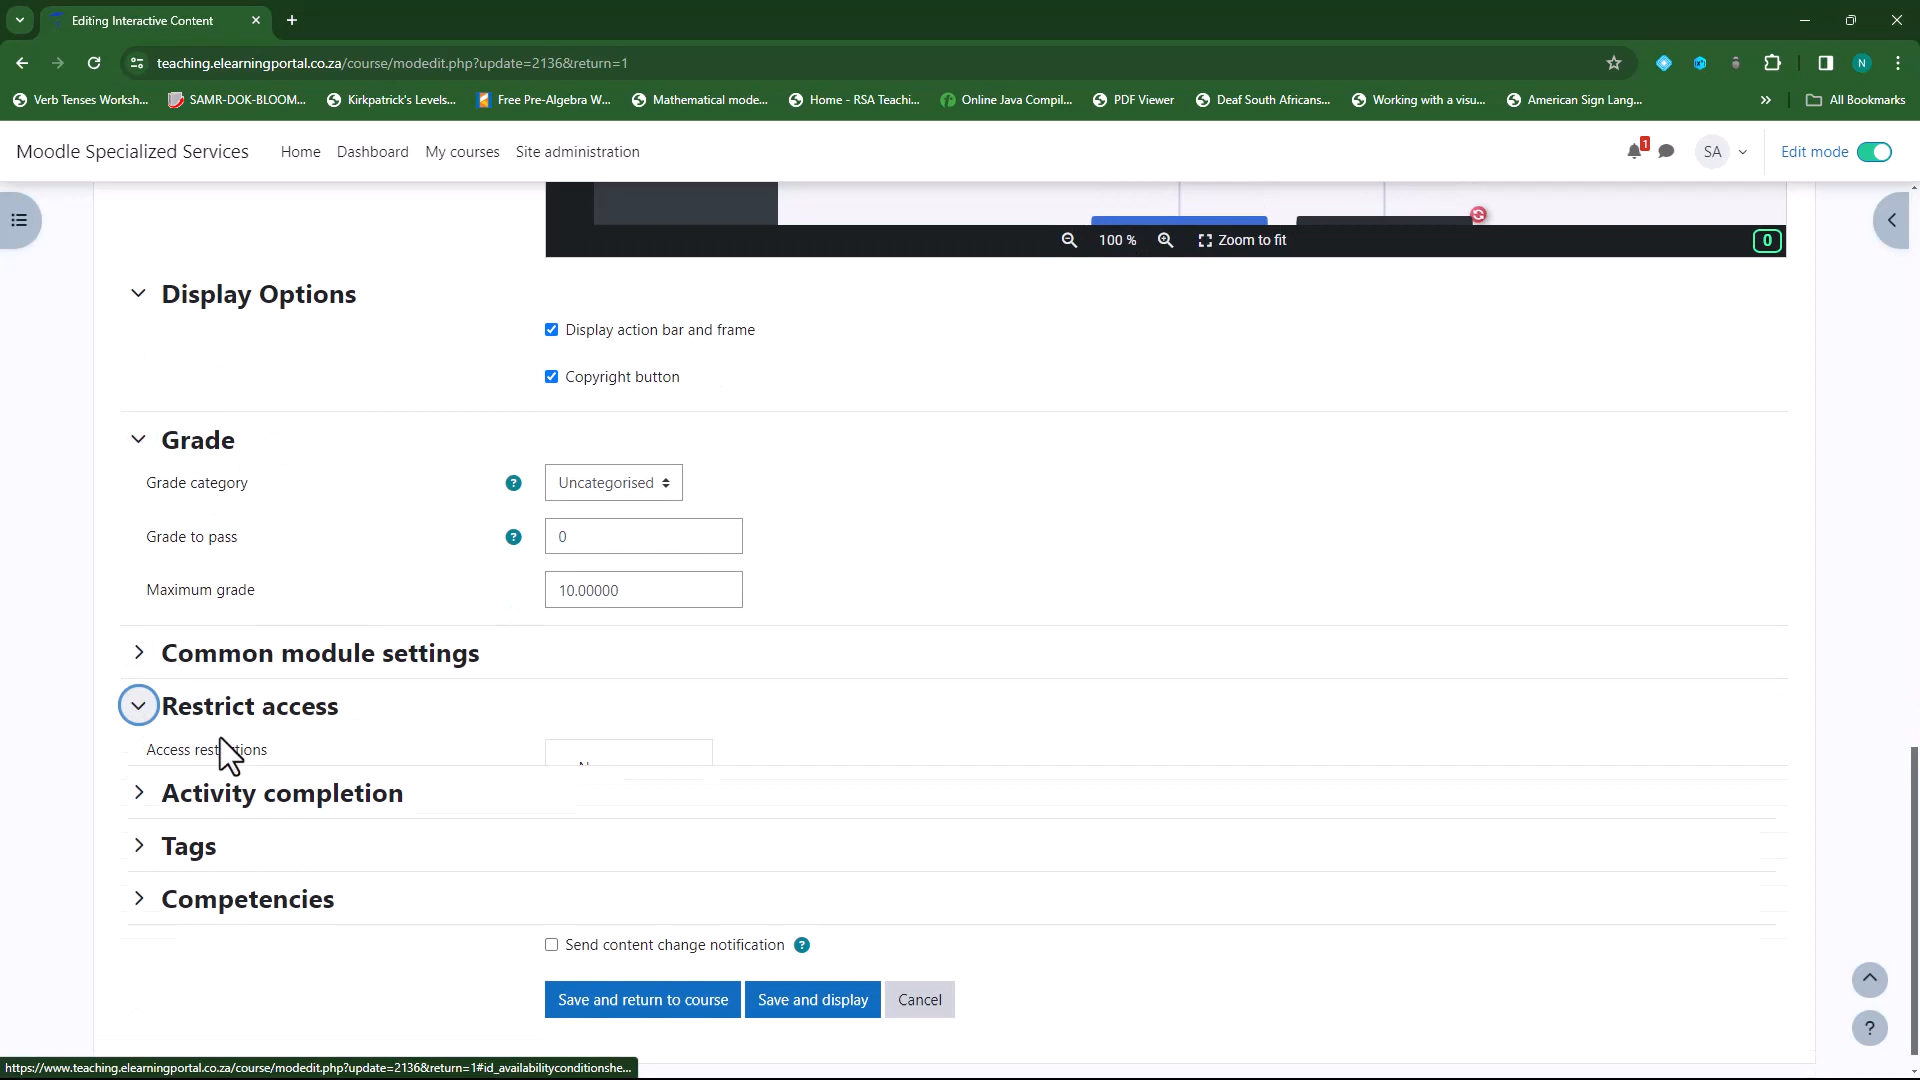 Editing Interactive Content
teaching.elearningportal.co.za/course/modedit.php?update=2136&return=1
N
Verb Tenses Worksh...
SAMR-DOK-BLOOM...
Kirkpatrick's Levels...
Free Pre-Algebra W...
Mathematical mode...
Home - RSA Teachi...
Online Java Compil...
PDF Viewer
Deaf South Africans...
Working with a visu...
American Sign Lang...
All Bookmarks
Moodle Specialized Services
Home
Dashboard
My courses
Site administration
1
SA
Edit mode
100 %
Zoom to fit
0
Display Options
Display action bar and frame
Copyright button
Grade
Grade category
Uncategorised
Grade to pass
0
Maximum grade
10.00000
Common module settings
Restrict access
Access restrictions
Activity completion
Tags
Competencies
Send content change notification
Save and return to course
Save and display
Cancel
https://www.teaching.elearningportal.co.za/course/modedit.php?update=2136&return=1#id_availabilityconditionshe...